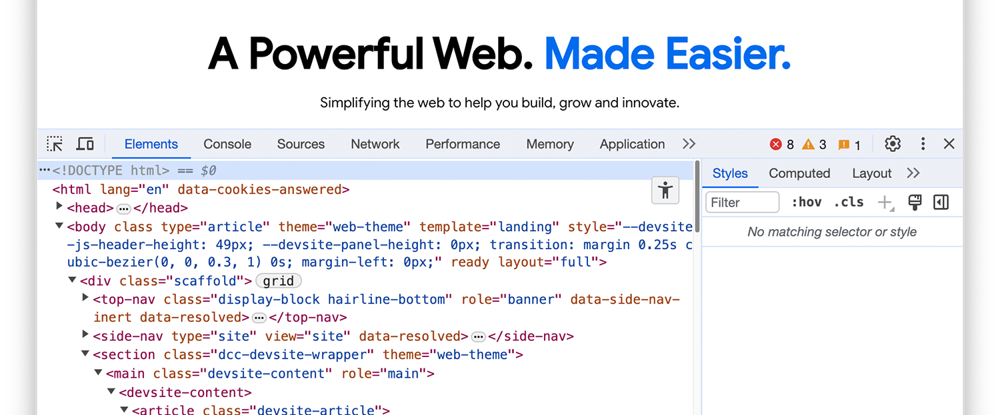 A Powerful Web. Made Easier.
Simplifying the web to help you build, grow and innovate.
Elements Console Sources Network Performance Memory Application >> 8 3 1
Styles Computed Layout >>
Filter :hov .cls
No matching selector or style
···<!DOCTYPE html> == $0
<html lang="en" data-cookies-answered>
<head>···</head>
<body class type="article" theme="web-theme" template="landing" style="--devsite
-js-header-height: 49px; --devsite-panel-height: 0px; transition: margin 0.25s c
ubic-bezier(0, 0, 0.3, 1) 0s; margin-left: 0px;" ready layout="full">
<div class="scaffold"> grid
<top-nav class="display-block hairline-bottom" role="banner" data-side-nav-
inert data-resolved>···</top-nav>
<side-nav type="site" view="site" data-resolved>···</side-nav>
<section class="dcc-devsite-wrapper" theme="web-theme">
<main class="devsite-content" role="main">
<devsite-content>
<article class="devsite-article">